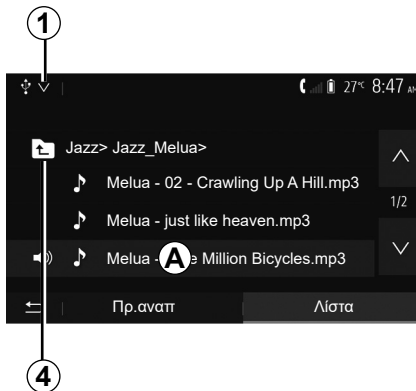 1
27°C 8:47 AM
Jazz> Jazz_Melua>
Melua - 02 - Crawling Up A Hill.mp3
Melua - just like heaven.mp3
1/2
Melua - A e Million Bicycles.mp3
Πρ.αναπ Λίστα
4